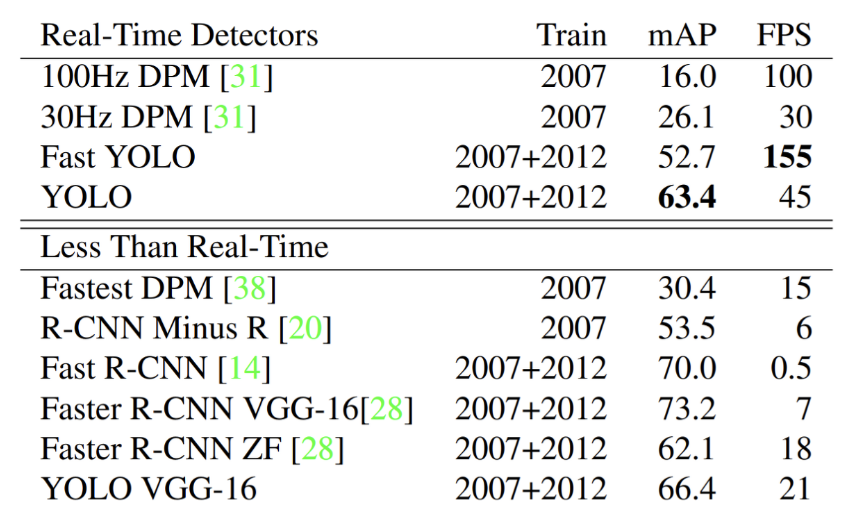 Real-Time Detectors Train mAP FPS
100Hz DPM [31] 2007 16.0 100
30Hz DPM [31] 2007 26.1 30
Fast YOLO 2007+2012 52.7 155
YOLO 2007+2012 63.4 45
Less Than Real-Time
Fastest DPM [38] 2007 30.4 15
R-CNN Minus R [20] 2007 53.5 6
Fast R-CNN [14] 2007+2012 70.0 0.5
Faster R-CNN VGG-16[28] 2007+2012 73.2 7
Faster R-CNN ZF [28] 2007+2012 62.1 18
YOLO VGG-16 2007+2012 66.4 21